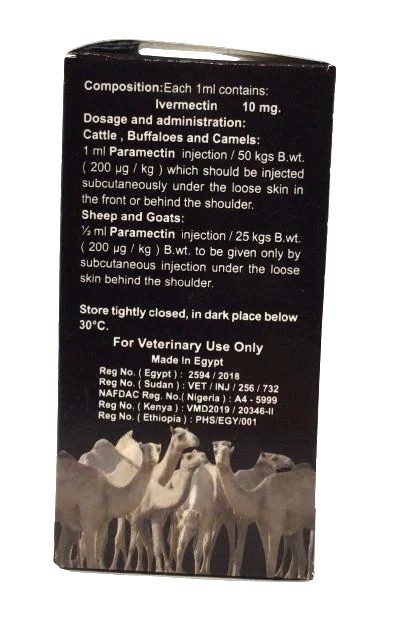 Composition:Each 1ml contains:
Ivermectin 10 mg.
Dosage and administration:
Cattle , Buffaloes and Camels:
1 ml Paramectin injection / 50 kgs B.wt.
( 200 µg / kg ) which should be injected
subcutaneously under the loose skin in
the front or behind the shoulder.
Sheep and Goats:
½ ml Paramectin injection / 25 kgs B.wt.
( 200 µg / kg ) B.wt. to be given only by
subcutaneous injection under the loose
skin behind the shoulder.
Store tightly closed, in dark place below
30°C.
For Veterinary Use Only
Made In Egypt
Reg No. ( Egypt ) : 2594 / 2018
Reg No. ( Sudan ) : VET / INJ / 256 / 732
NAFDAC Reg. No.( Nigeria ) : A4 - 5999
Reg No. ( Kenya ) : VMD2019 / 20346-II
Reg No. ( Ethiopia ) : PHS/EGY/001